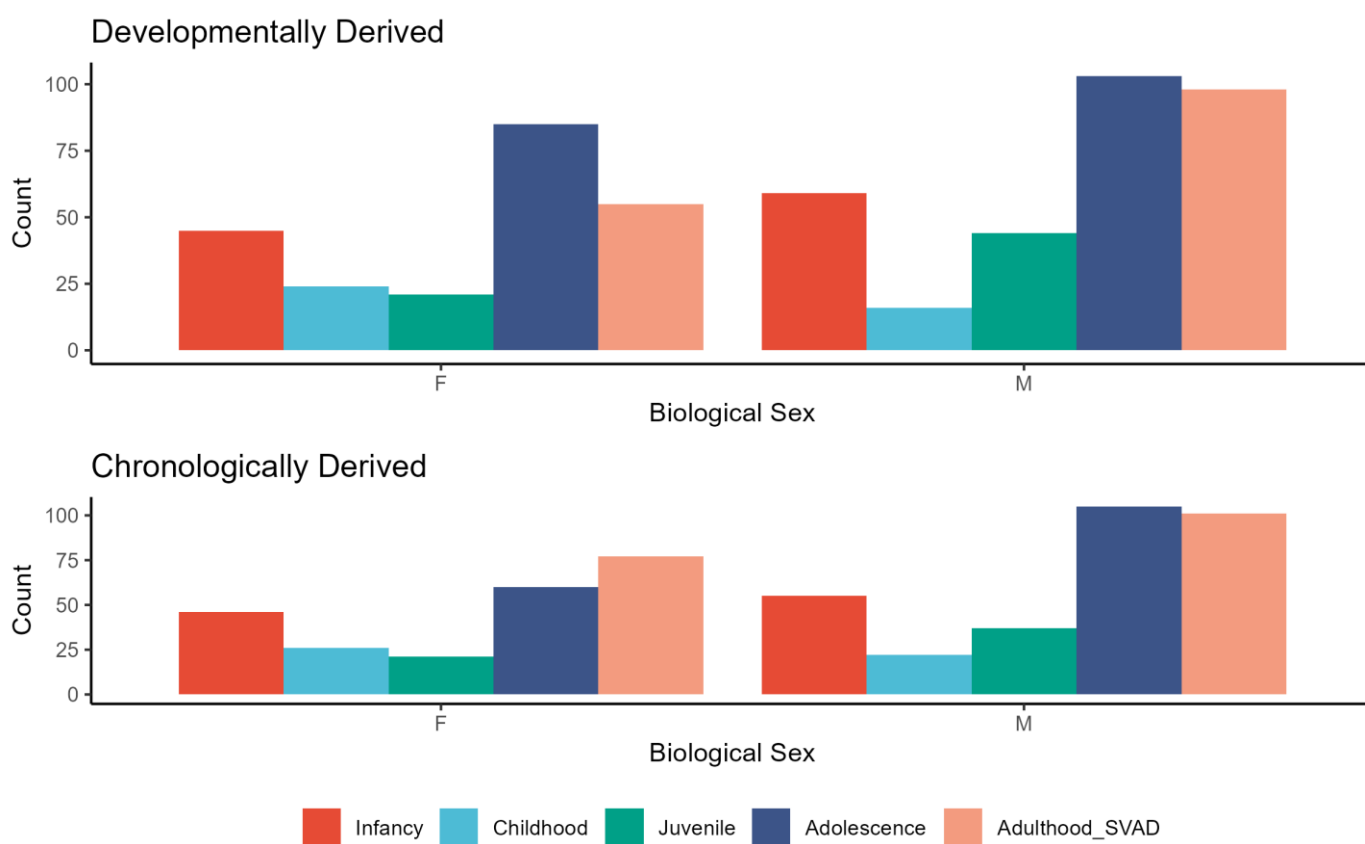 Developmentally Derived
100
75
50
25
0
Count
F
M
Biological Sex
Chronologically Derived
100
75
50
25
0
Count
F
M
Biological Sex
Infancy
Childhood
Juvenile
Adolescence
Adulthood_SVAD